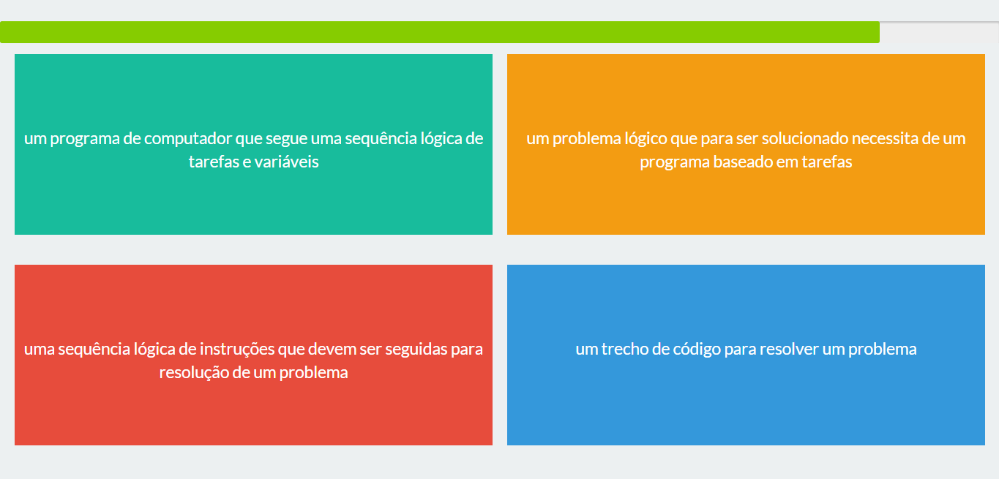 um programa de computador que segue uma sequência lógica de
tarefas e variáveis
um problema lógico que para ser solucionado necessita de um
programa baseado em tarefas
uma sequência lógica de instruções que devem ser seguidas para
resolução de um problema
um trecho de código para resolver um problema